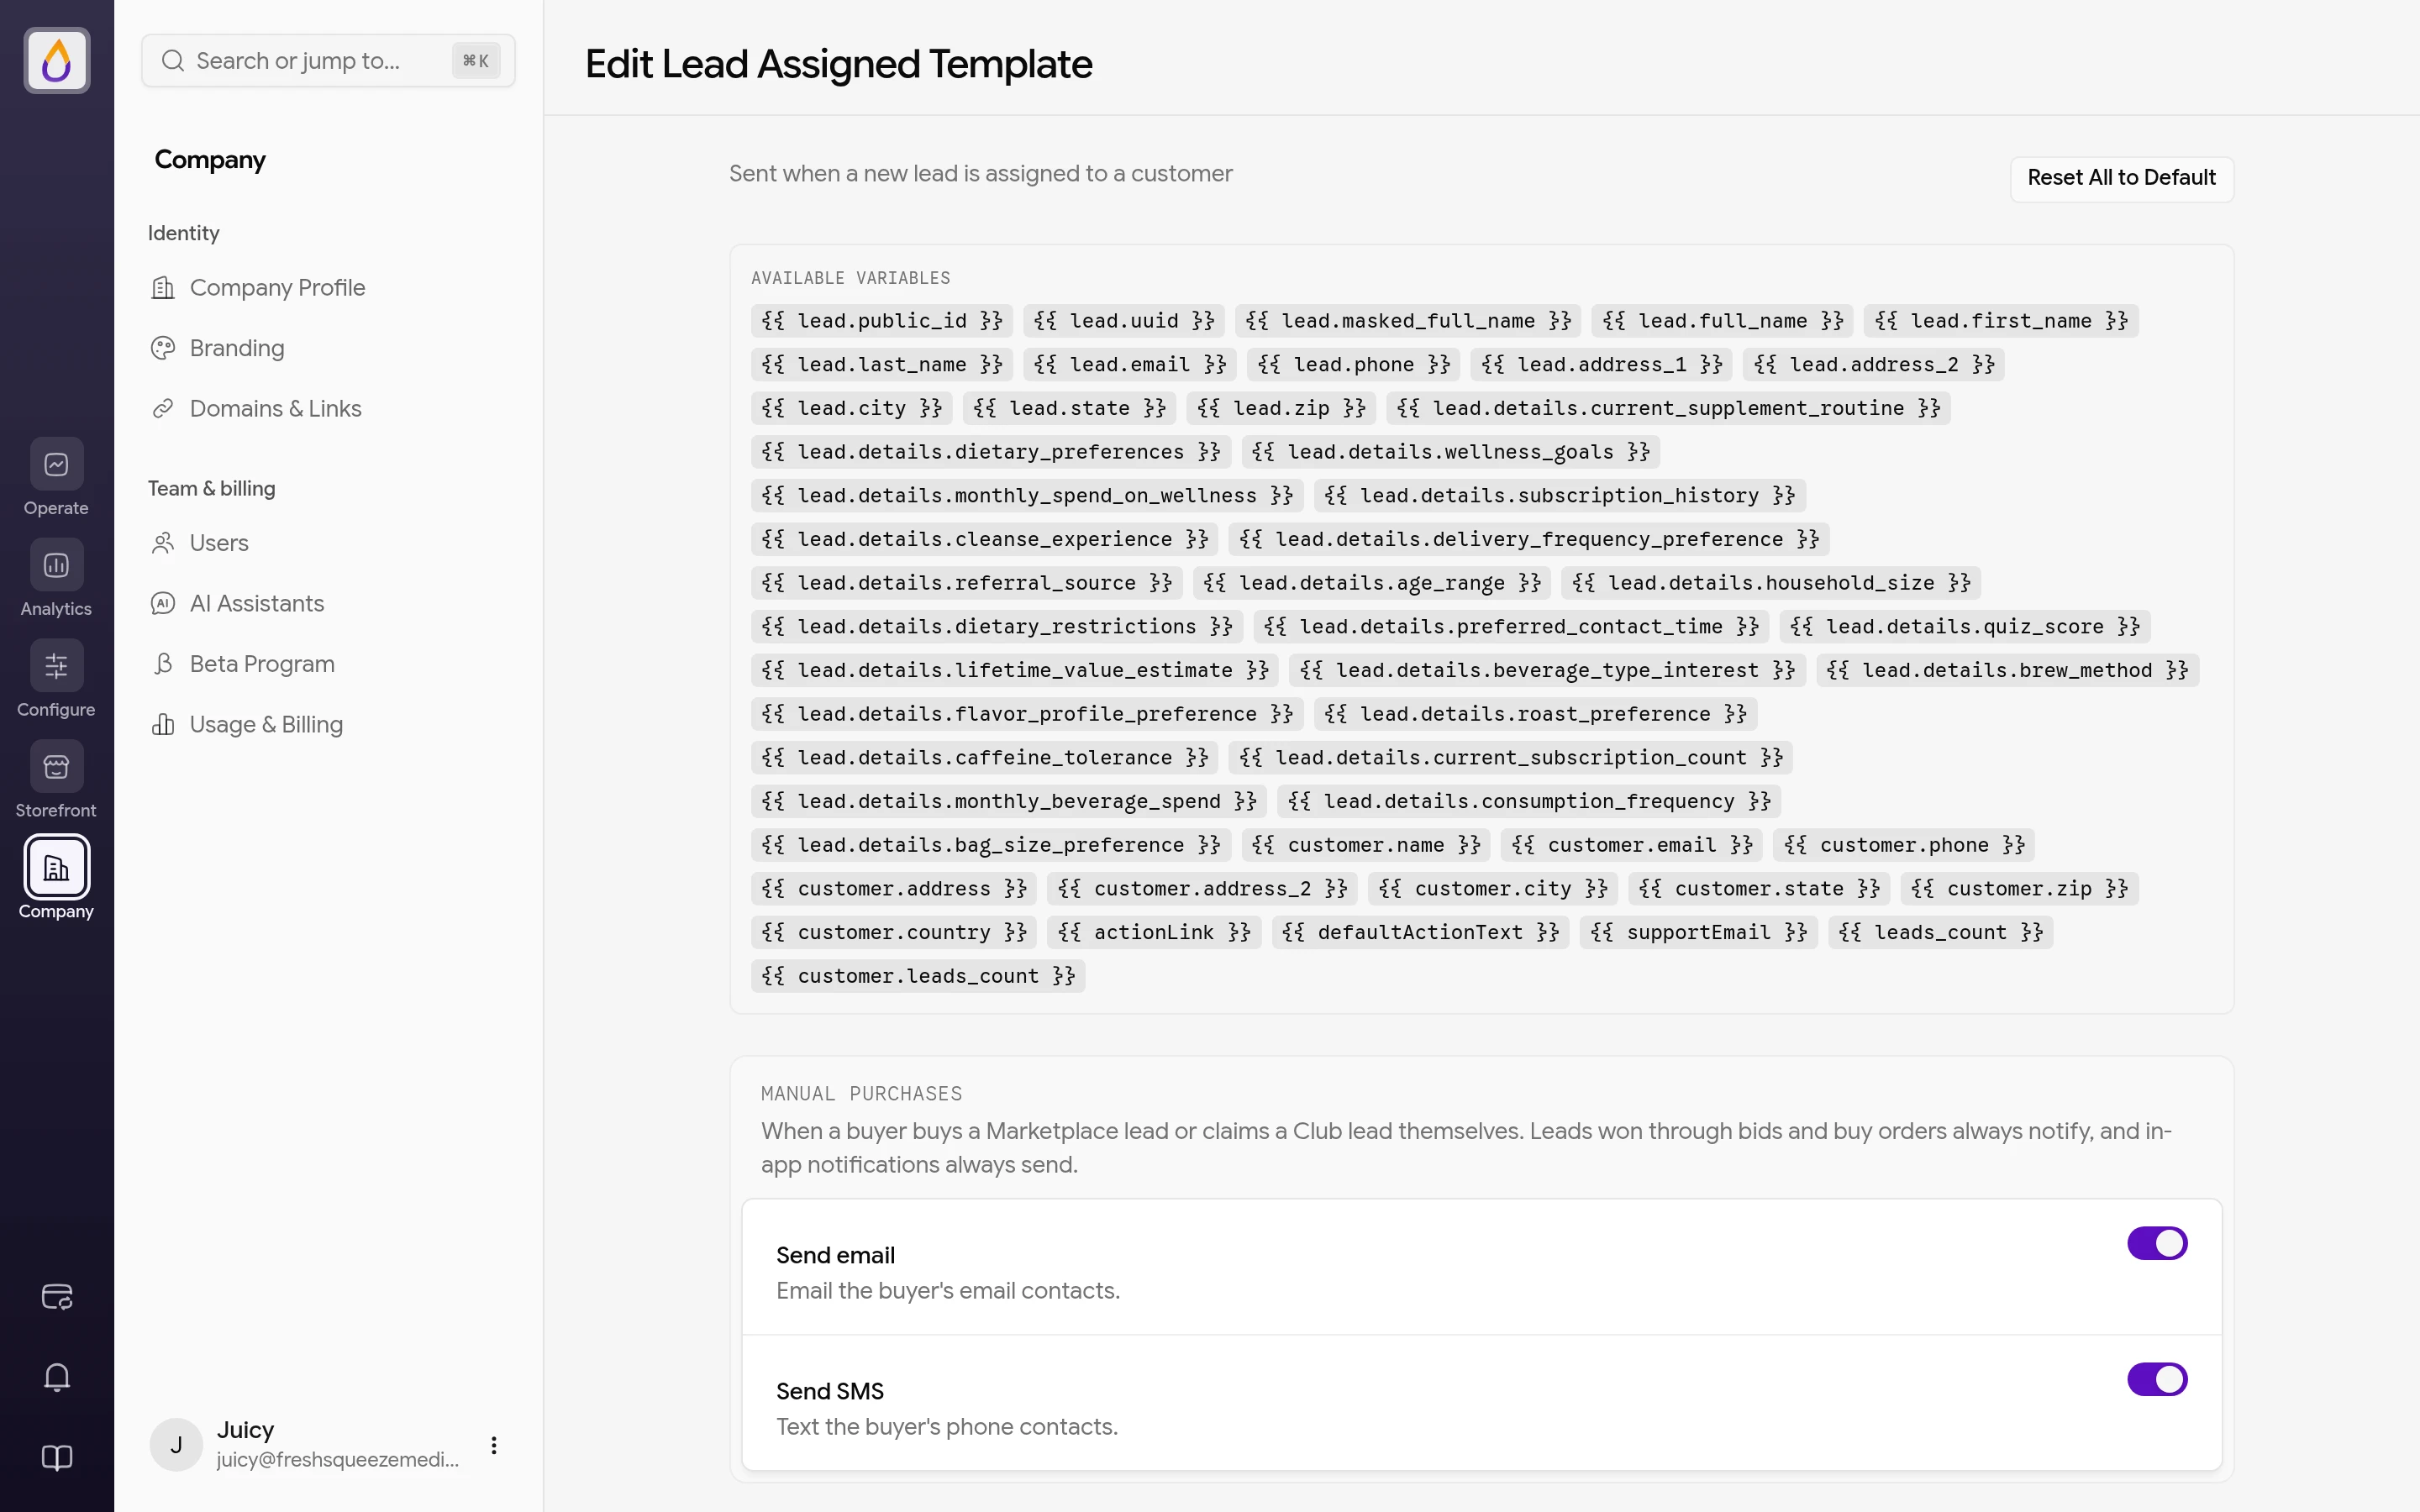 Search or jump to...
⌘ K
Company
Identity
Company Profile
Branding
Domains & Links
Team & billing
Users
AI Assistants
Beta Program
Usage & Billing
Operate
Analytics
Configure
Storefront
Company
J
Juicy
juicy@freshsqueezemedi...
Edit Lead Assigned Template
Sent when a new lead is assigned to a customer
Reset All to Default
AVAILABLE VARIABLES
{{ lead.public_id }} {{ lead.uuid }} {{ lead.masked_full_name }} {{ lead.full_name }} {{ lead.first_name }}
{{ lead.last_name }} {{ lead.email }} {{ lead.phone }} {{ lead.address_1 }} {{ lead.address_2 }}
{{ lead.city }} {{ lead.state }} {{ lead.zip }} {{ lead.details.current_supplement_routine }}
{{ lead.details.dietary_preferences }} {{ lead.details.wellness_goals }}
{{ lead.details.monthly_spend_on_wellness }} {{ lead.details.subscription_history }}
{{ lead.details.cleanse_experience }} {{ lead.details.delivery_frequency_preference }}
{{ lead.details.referral_source }} {{ lead.details.age_range }} {{ lead.details.household_size }}
{{ lead.details.dietary_restrictions }} {{ lead.details.preferred_contact_time }} {{ lead.details.quiz_score }}
{{ lead.details.lifetime_value_estimate }} {{ lead.details.beverage_type_interest }} {{ lead.details.brew_method }}
{{ lead.details.flavor_profile_preference }} {{ lead.details.roast_preference }}
{{ lead.details.caffeine_tolerance }} {{ lead.details.current_subscription_count }}
{{ lead.details.monthly_beverage_spend }} {{ lead.details.consumption_frequency }}
{{ lead.details.bag_size_preference }} {{ customer.name }} {{ customer.email }} {{ customer.phone }}
{{ customer.address }} {{ customer.address_2 }} {{ customer.city }} {{ customer.state }} {{ customer.zip }}
{{ customer.country }} {{ actionLink }} {{ defaultActionText }} {{ supportEmail }} {{ leads_count }}
{{ customer.leads_count }}
MANUAL PURCHASES
When a buyer buys a Marketplace lead or claims a Club lead themselves. Leads won through bids and buy orders always notify, and in-
app notifications always send.
Send email
Email the buyer's email contacts.
Send SMS
Text the buyer's phone contacts.